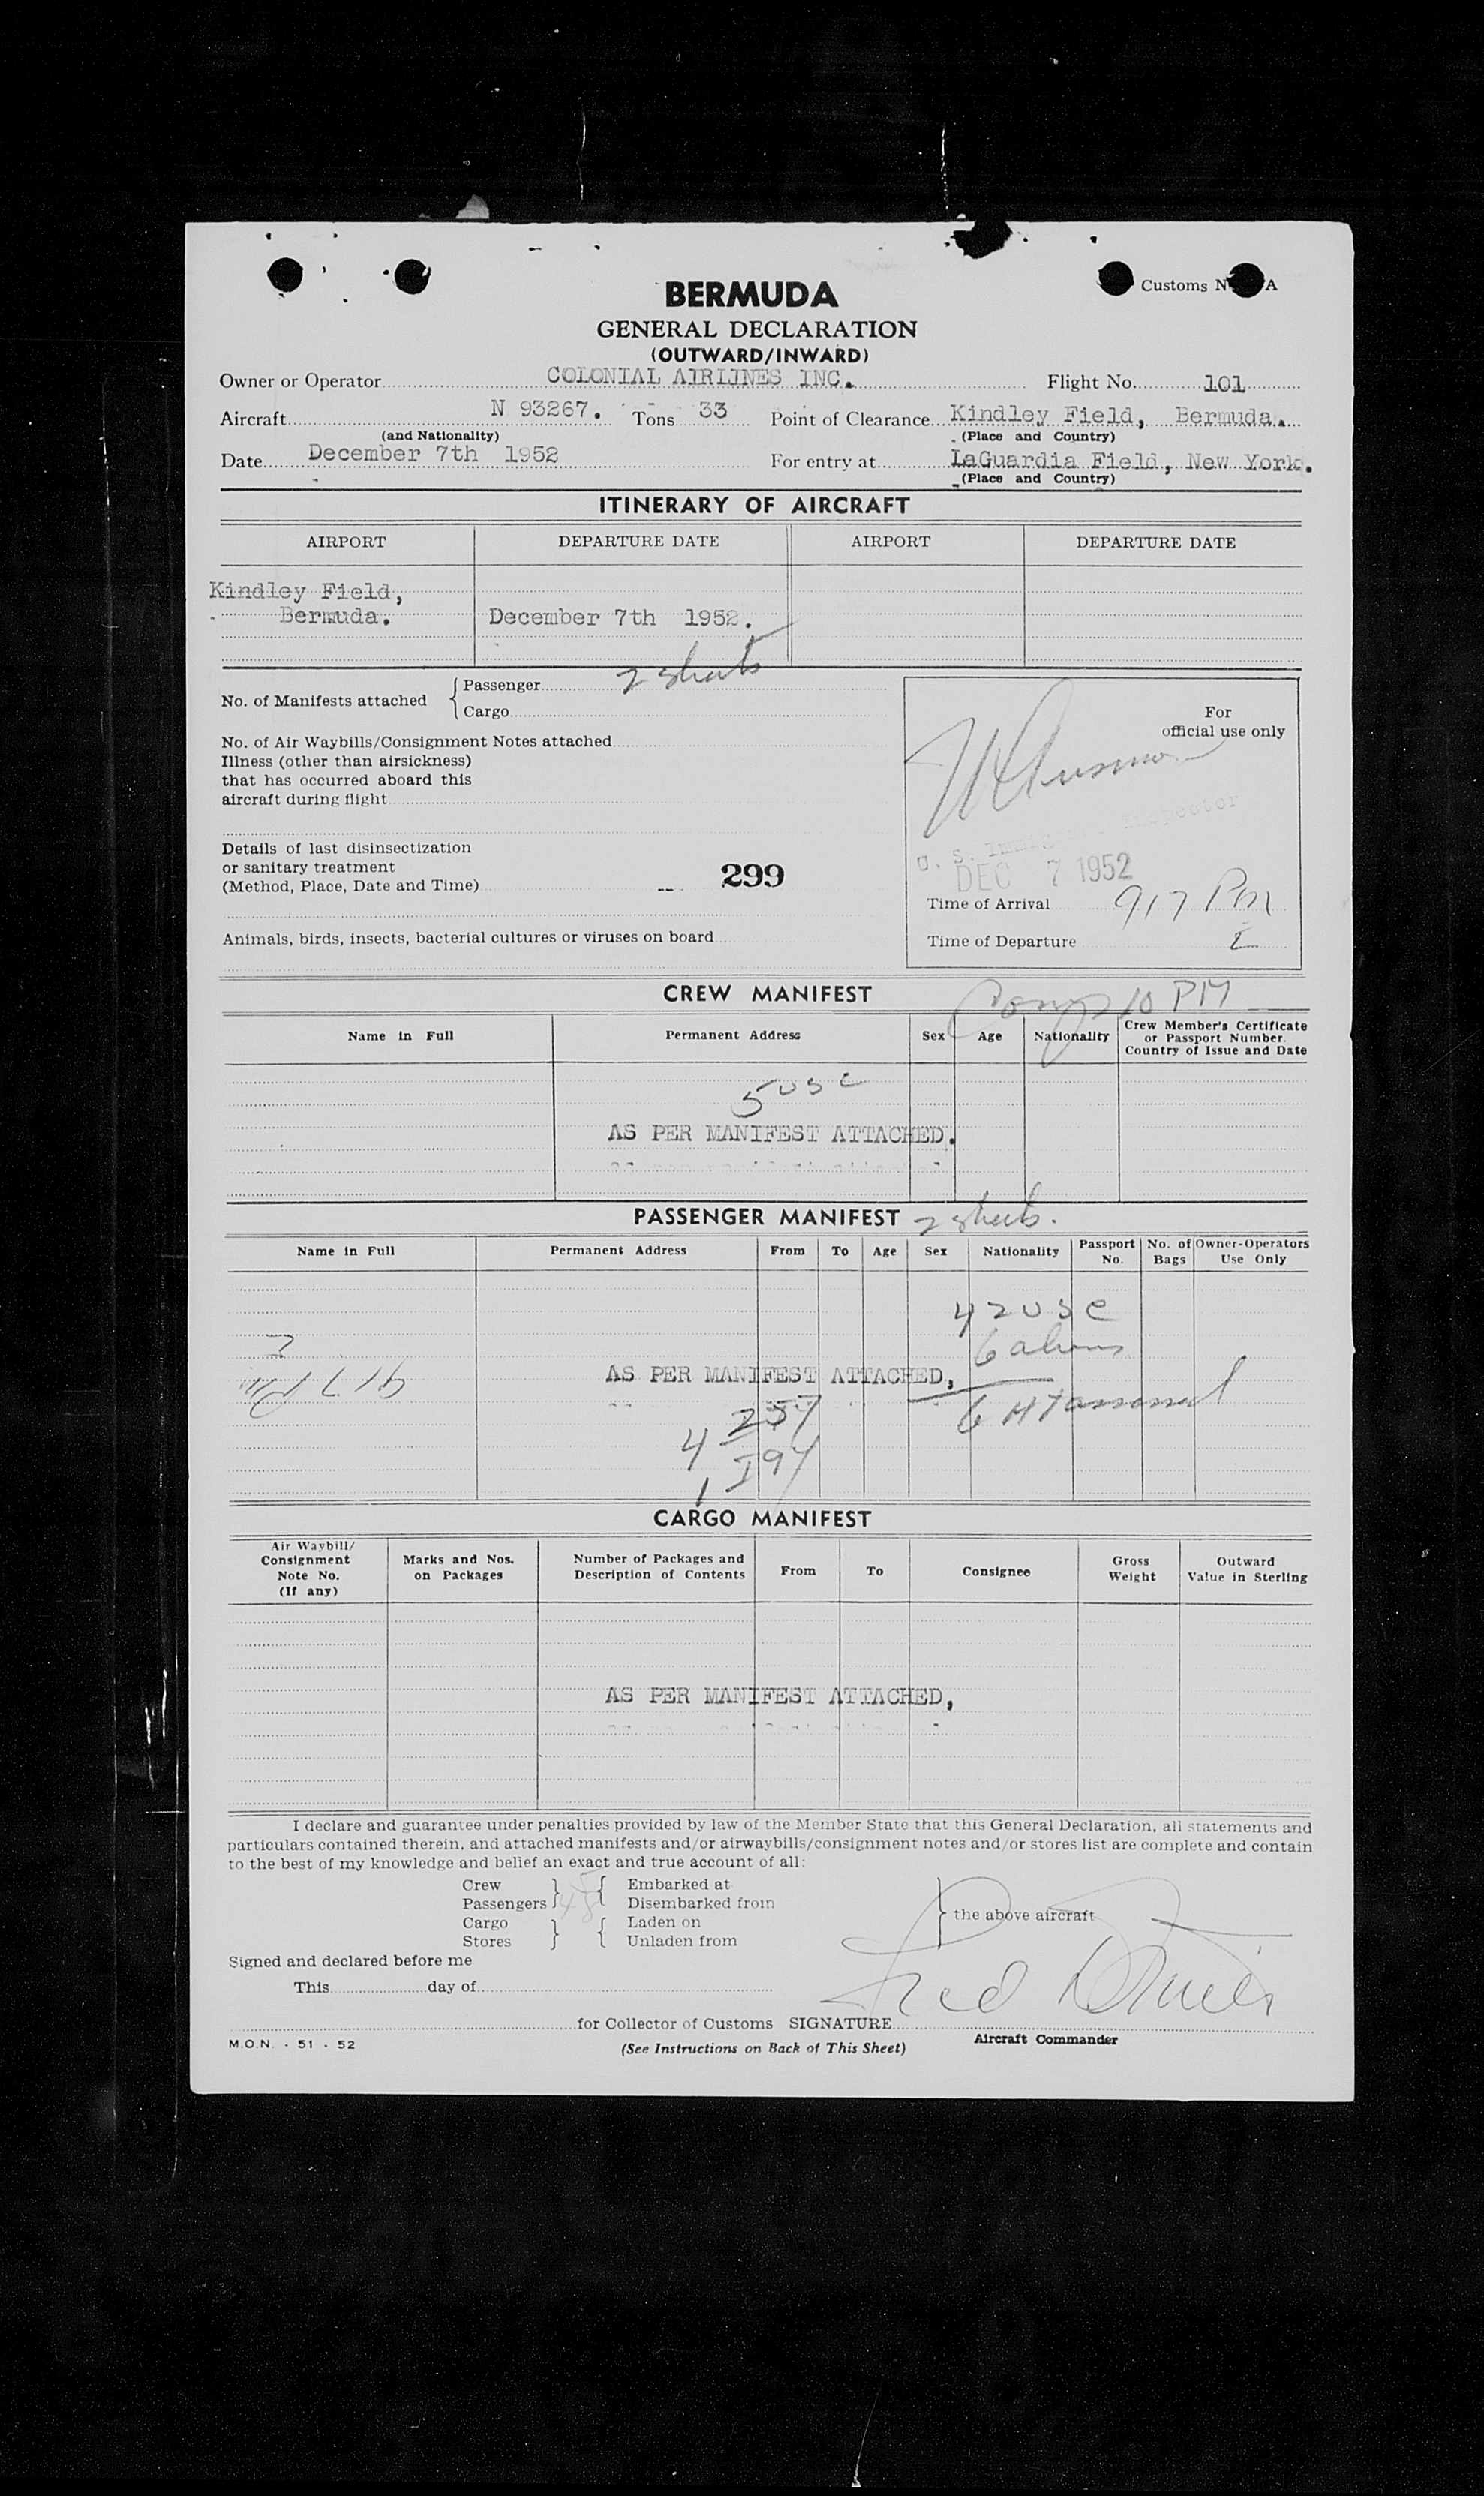 Customs N A
BERMUDA
GENERAL DECLARATION
(OUTWARD/INWARD)
Owner or Operator COLONIAL AIRLINES INC. Flight No. 101
Aircraft N 93267. Tons 33 Point of Clearance Kindley Field, Bermuda.
(and Nationality) (Place and Country)
Date December 7th 1952 For entry at LaGuardia Field, New York.
(Place and Country)
ITINERARY OF AIRCRAFT
AIRPORT DEPARTURE DATE AIRPORT DEPARTURE DATE
Kindley Field,
Bermuda. December 7th 1952.
No. of Manifests attached Passenger 2 sheets
Cargo
No. of Air Waybills/Consignment Notes attached
Illness (other than airsickness)
that has occurred aboard this
aircraft during flight
Details of last disinsectization
or sanitary treatment
(Method, Place, Date and Time) 299
Animals, birds, insects, bacterial cultures or viruses on board
For
official use only
U. S. Inspector
DEC 7 1952
Time of Arrival 917 PM
Time of Departure E
CREW MANIFEST
10 PM
Name in Full Permanent Address Sex Age Nationality Crew Member's Certificate
or Passport Number.
Country of Issue and Date
5 USC
AS PER MANIFEST ATTACHED.
PASSENGER MANIFEST 2 sheets.
Name in Full Permanent Address From To Age Sex Nationality Passport No. No. of Bags Owner-Operators Use Only
42 USC
6 aliens
917 PM
AS PER MANIFEST ATTACHED,
6 H
4 257
1 I94
CARGO MANIFEST
Air Waybill/
Consignment
Note No.
(If any) Marks and Nos.
on Packages Number of Packages and
Description of Contents From To Consignee Gross
Weight Outward
Value in Sterling
AS PER MANIFEST ATTACHED,
I declare and guarantee under penalties provided by law of the Member State that this General Declaration, all statements and
particulars contained therein, and attached manifests and/or airwaybills/consignment notes and/or stores list are complete and contain
to the best of my knowledge and belief an exact and true account of all:
Crew Embarked at
Passengers 48 Disembarked from
Cargo Laden on
Stores Unladen from
the above aircraft
Signed and declared before me
This day of
for Collector of Customs SIGNATURE
M.O.N. - 51 - 52 (See Instructions on Back of This Sheet) Aircraft Commander